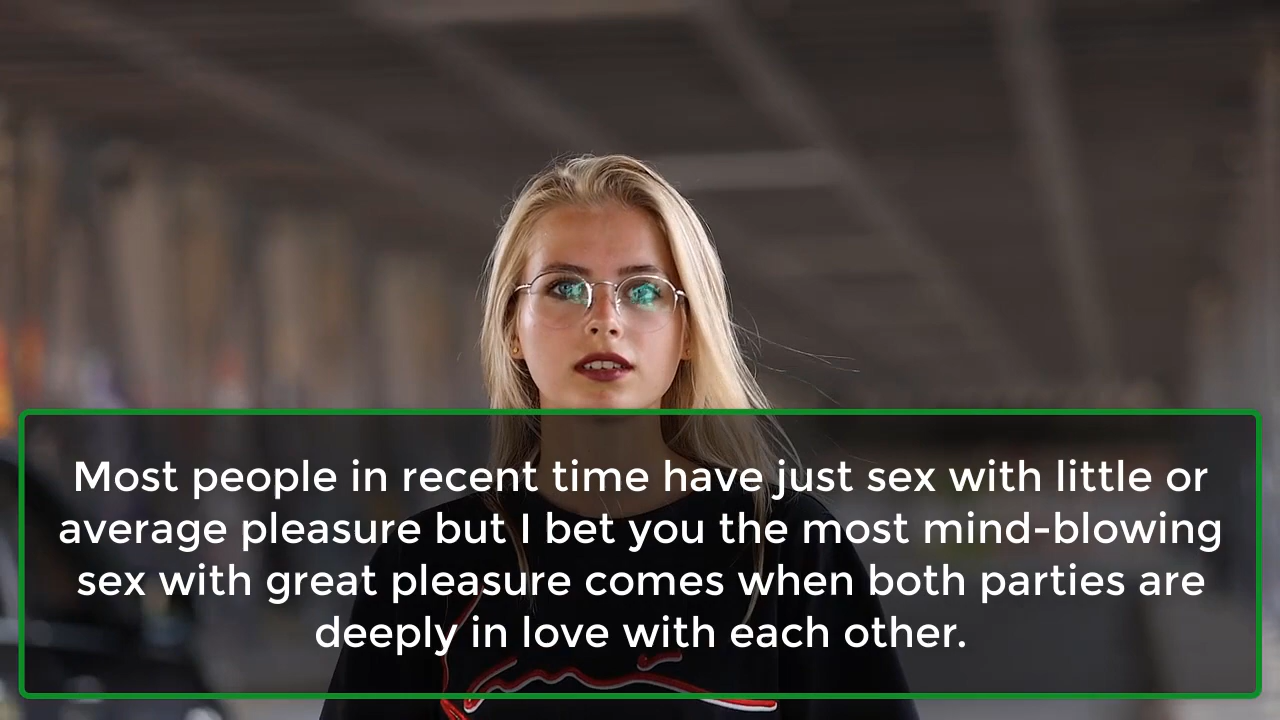 Most people in recent time have just sex with little or
average pleasure but I bet you the most mind-blowing
sex with great pleasure comes when both parties are
deeply in love with each other.